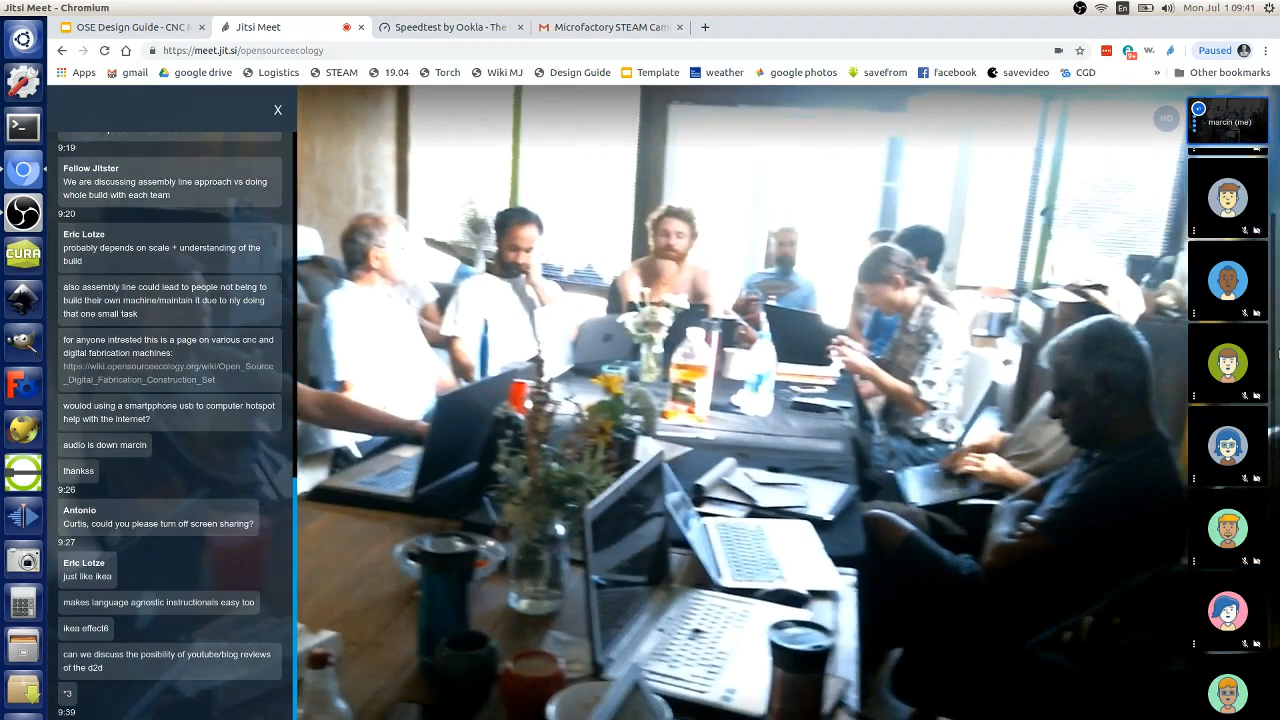 Jitsi Meet - Chromium
En
Mon Jul 1 09:41
OSE Design Guide - CNC M
Jitsi Meet
Speedtest by Ookla - The
Microfactory STEAM Cam
https://meet.jit.si/opensourceecology
9+
W.
Paused
Apps
gmail
google drive
Logistics
STEAM
19.04
Torch
Wiki MJ
Design Guide
Template
weather
google photos
savefrom
facebook
savevideo
CGD
»
Other bookmarks
X
HD
marcin (me)
CURA
9:19
Fellow Jitster
We are discussing assembly line approach vs doing
whole build with each team
9:20
Eric Lotze
probably depends on scale + understanding of the
build
also assembly line could lead to people not being to
build their own machine/maintain it due to nly doing
that one small task
for anyone intrested this is a page on various cnc and
digital fabrication machines:
https://wiki.opensourceecology.org/wiki/Open_Source
_Digital_Fabrication_Construction_Set
woulod using a smartphone usb to computer hotspot
help with the internet?
audio is down marcin
thankss
9:26
Antonio
Curtis, could you please turn off screen sharing?
9:27
Eric Lotze
just like ikea
makes language agnostic instructionals easy too
ikea effect*
can we discuss the posibility of youtube/blog reviews
of the d2d
*3
9:39